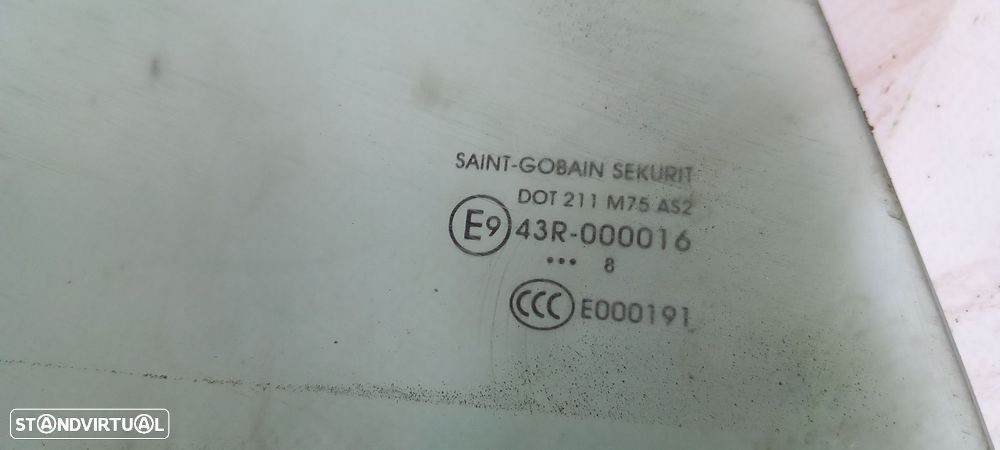 SAINT-GOBAIN SEKURIT
DOT 211 M75 AS2
E9 43R-000016
••• 8
CCC E000191
STANDVIRTUAL